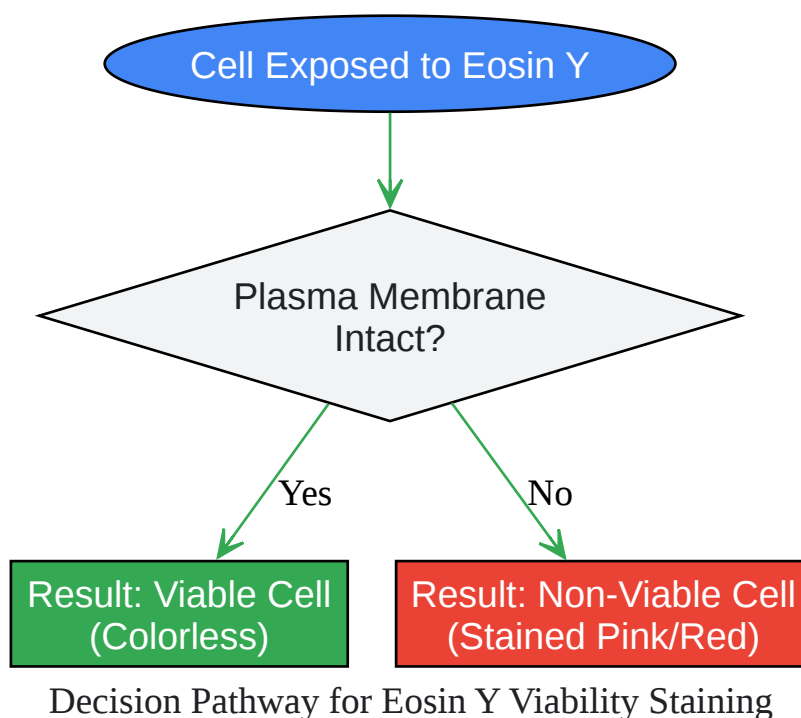 Cell Exposed to Eosin Y
Plasma Membrane
Intact?
Yes
No
Result: Viable Cell
(Colorless)
Result: Non-Viable Cell
(Stained Pink/Red)
Decision Pathway for Eosin Y Viability Staining